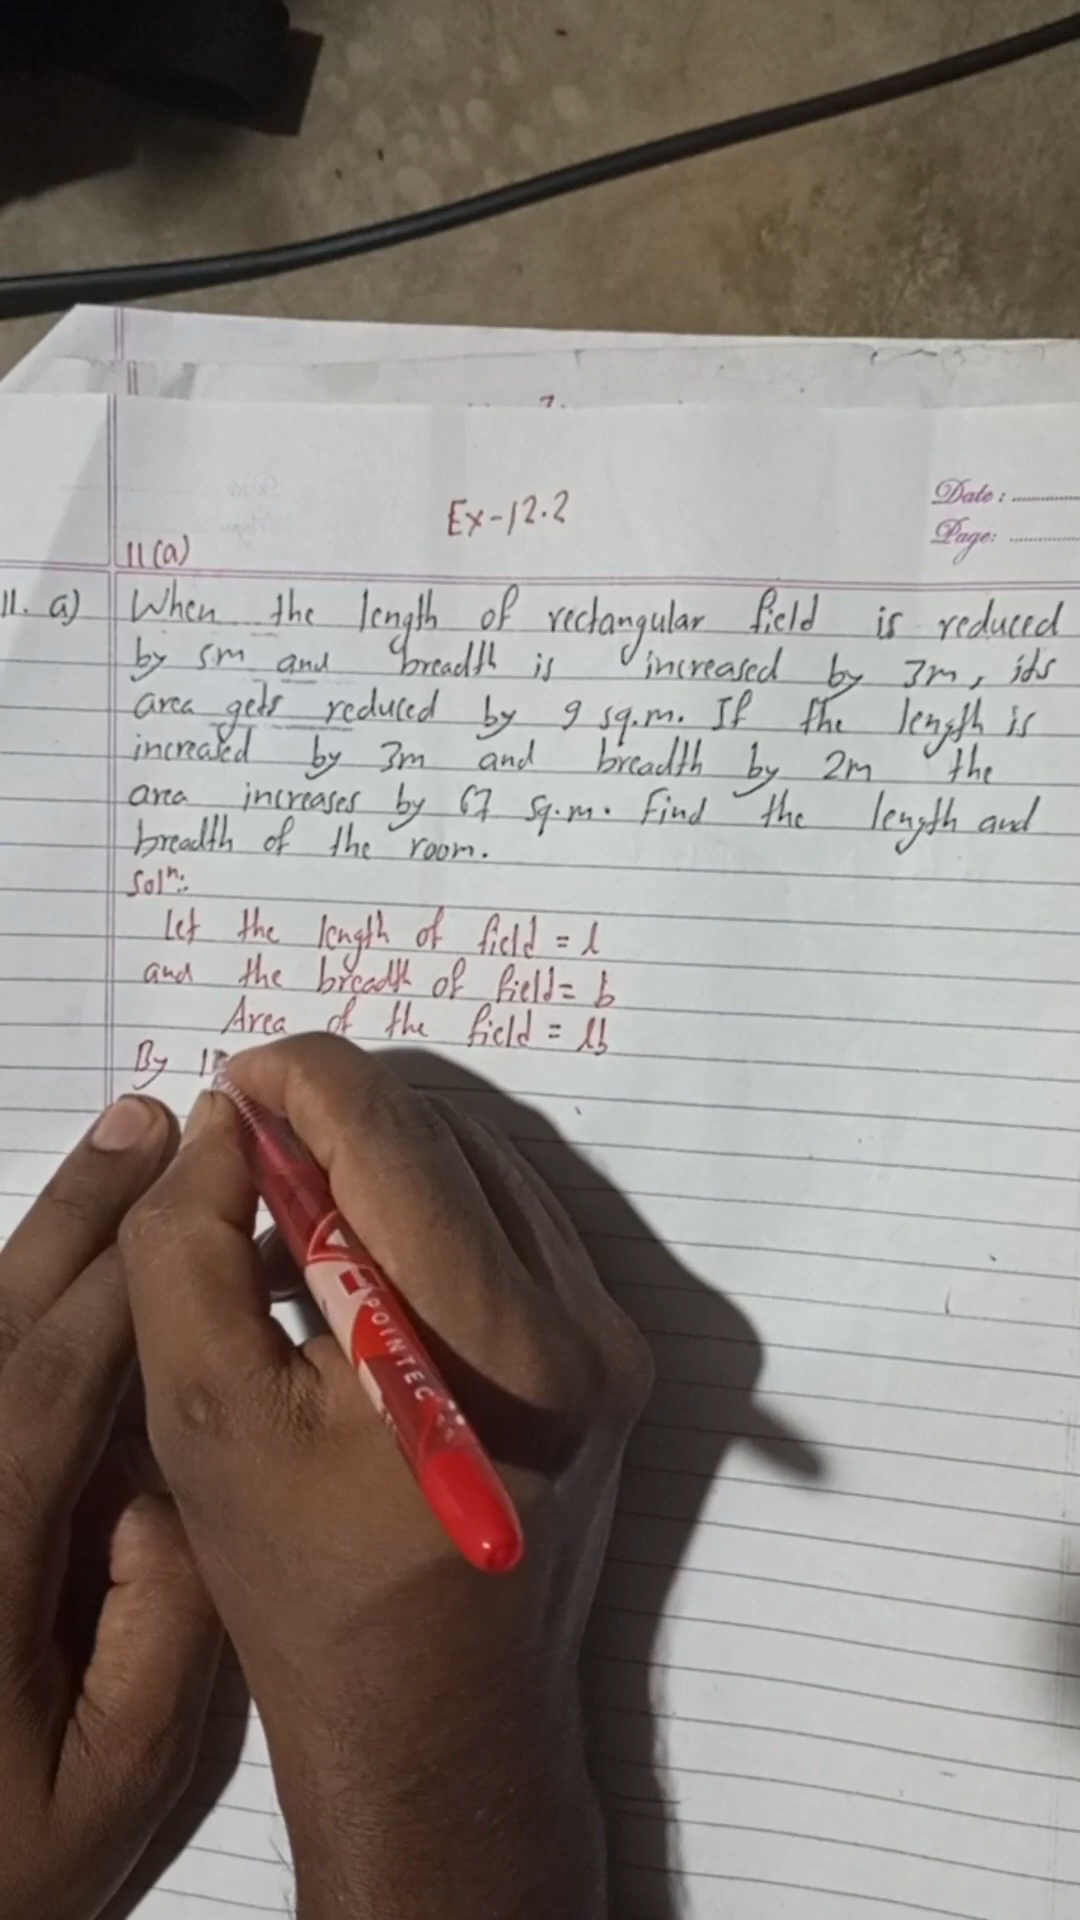 Ex-12.2
Date:
Page:
11(a)
11. a) When the length of rectangular field is reduced
by 5m and breadth is increased by 3m, its
area gets reduced by 9 sq.m. If the length is
increased by 3m and breadth by 2m the
area increases by 67 sq.m. Find the length and
breadth of the room.
Solⁿ:
Let the length of field = l
and the breadth of field = b
Area of the field = lb
By
POINTEC